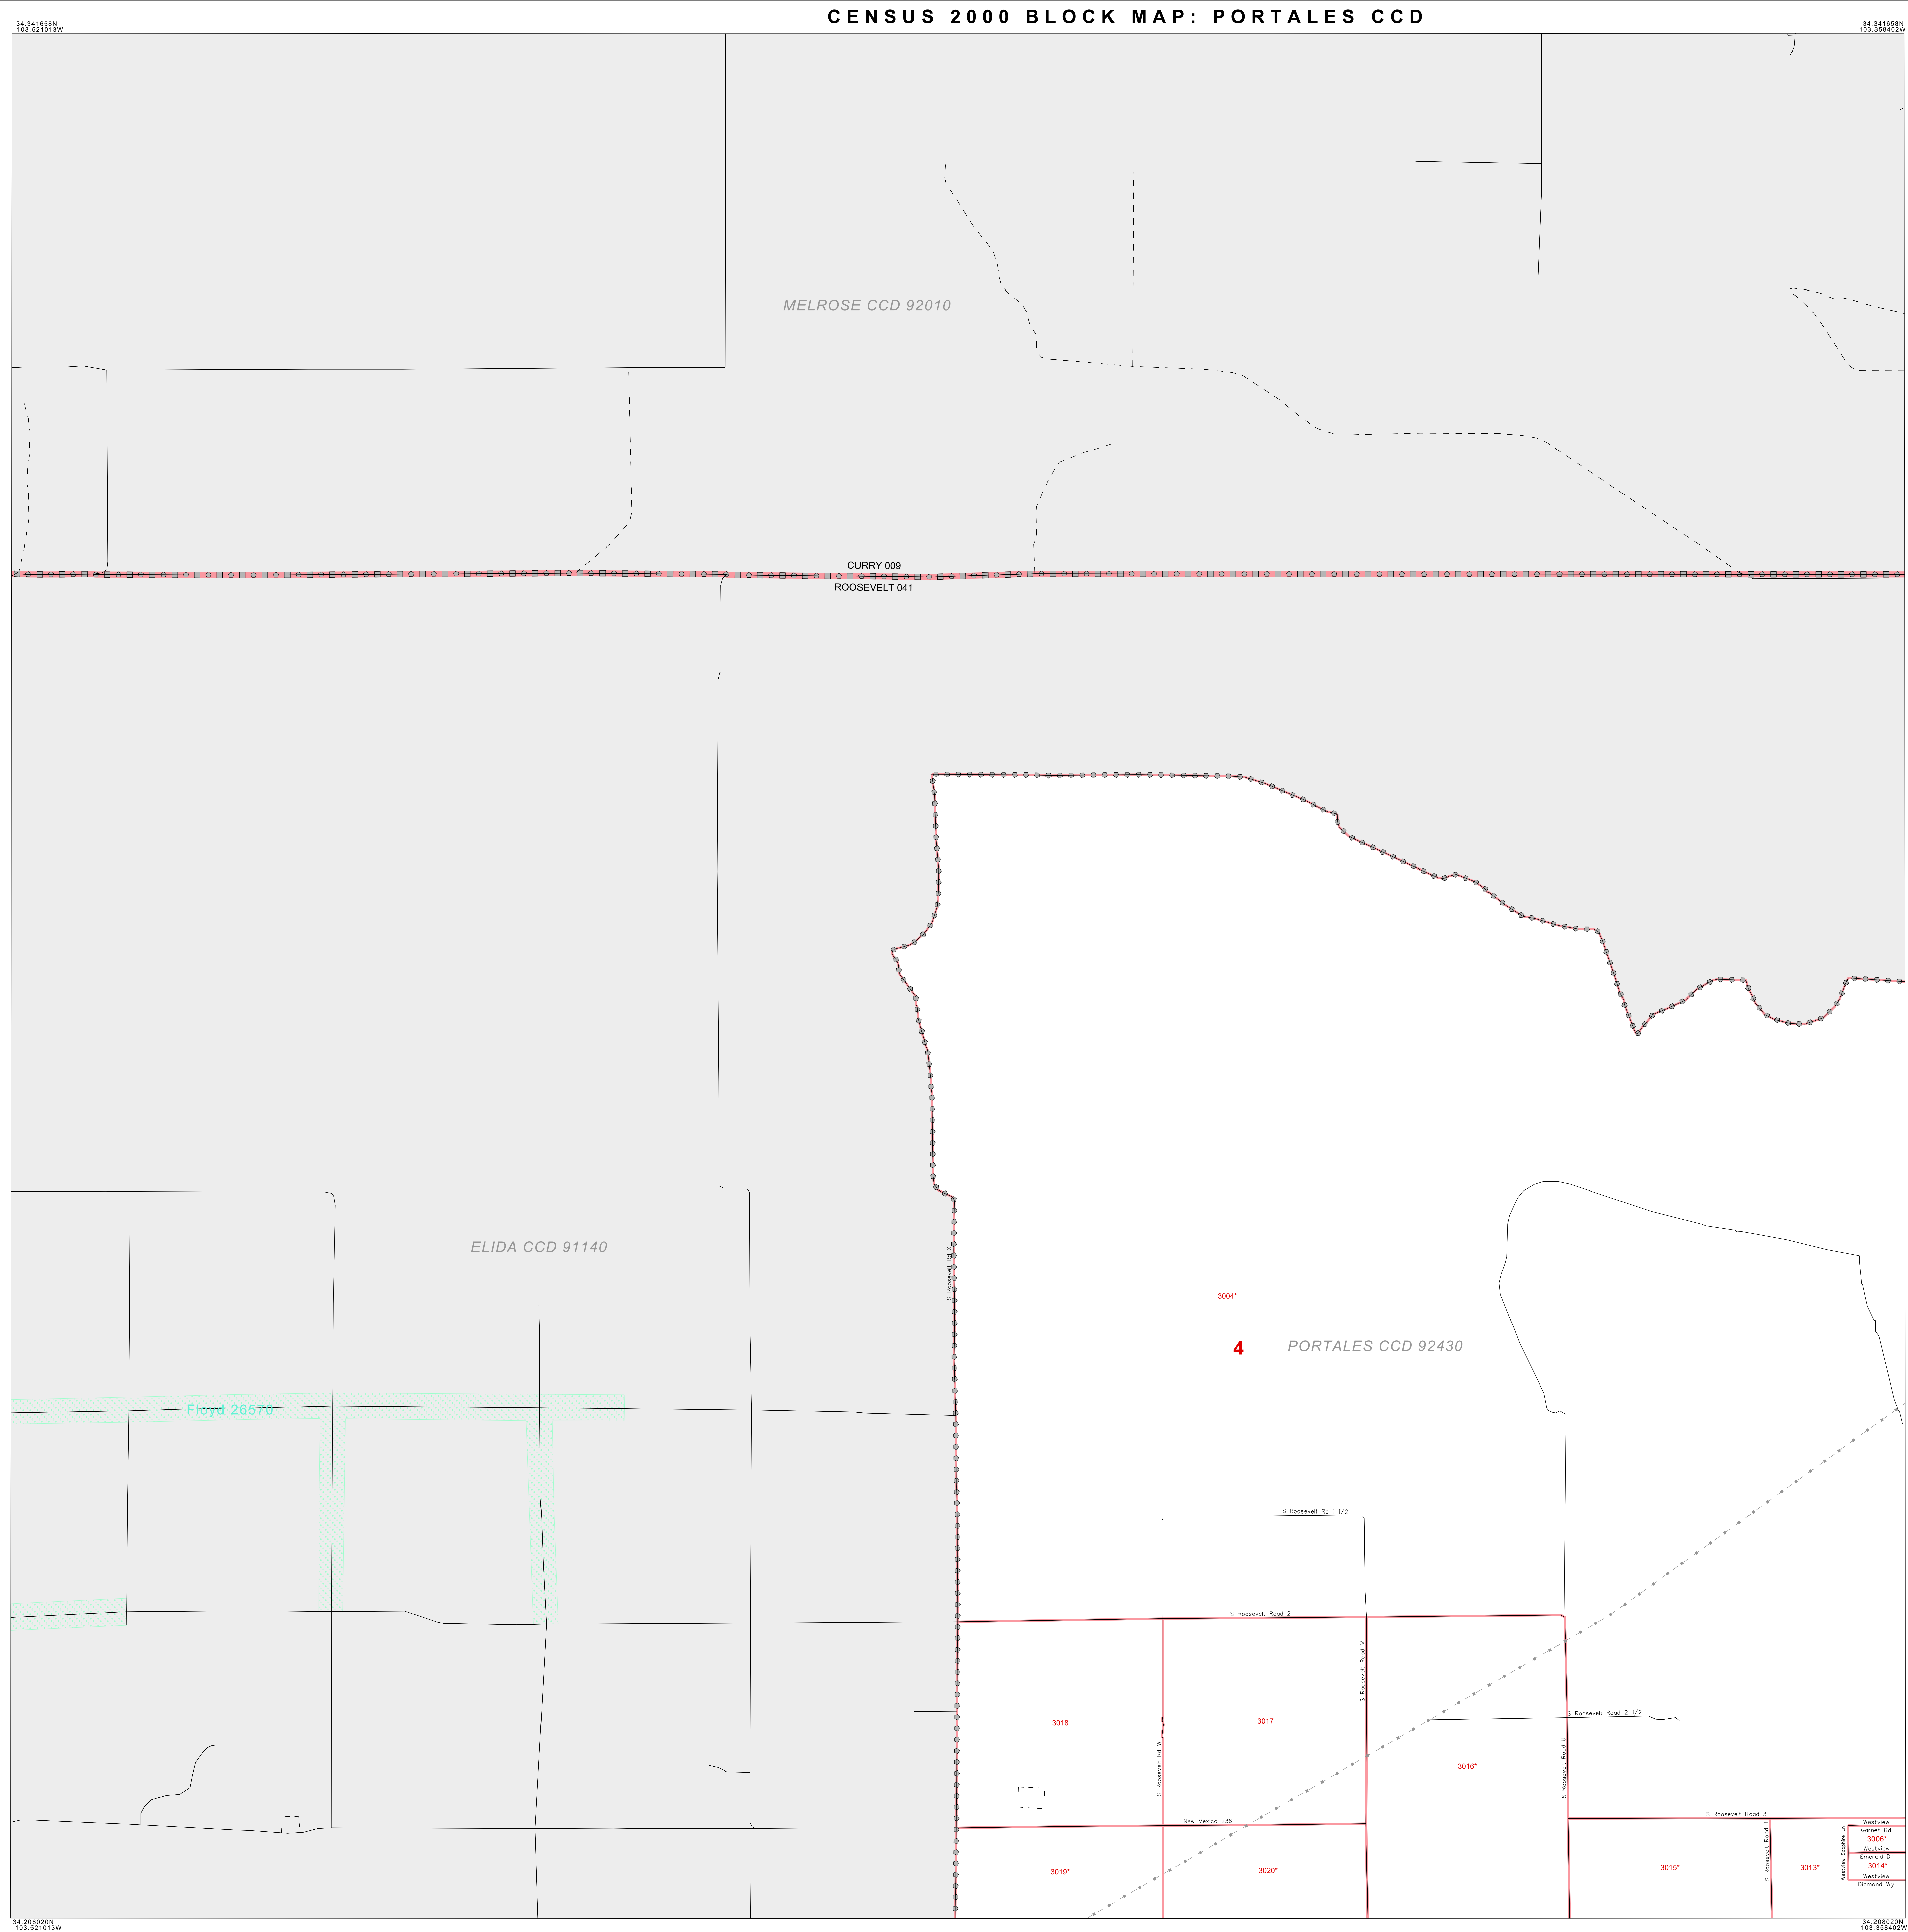 CENSUS 2000 BLOCK MAP: PORTALES CCD
34.341658N
103.521013W
34.341658N
103.358402W
MELROSE CCD 92010
CURRY 009
ROOSEVELT 041
ELIDA CCD 91140
S Roosevelt Rd X
3004*
4
PORTALES CCD 92430
Floyd 26570
S Roosevelt Rd 1 1/2
S Roosevelt Road 2
S Roosevelt Road V
S Roosevelt Road 2 1/2
3018
3017
S Roosevelt Rd W
3016*
S Roosevelt Road U
S Roosevelt Road 3
New Mexico 236
S Roosevelt Road T
Westview Sapphire Ln
Westview
Garnet Rd
3006*
Westview
Emerald Dr
3014*
Westview
Diamond Wy
3019*
3020*
3015*
3013*
34.208020N
103.521013W
34.208020N
103.358402W